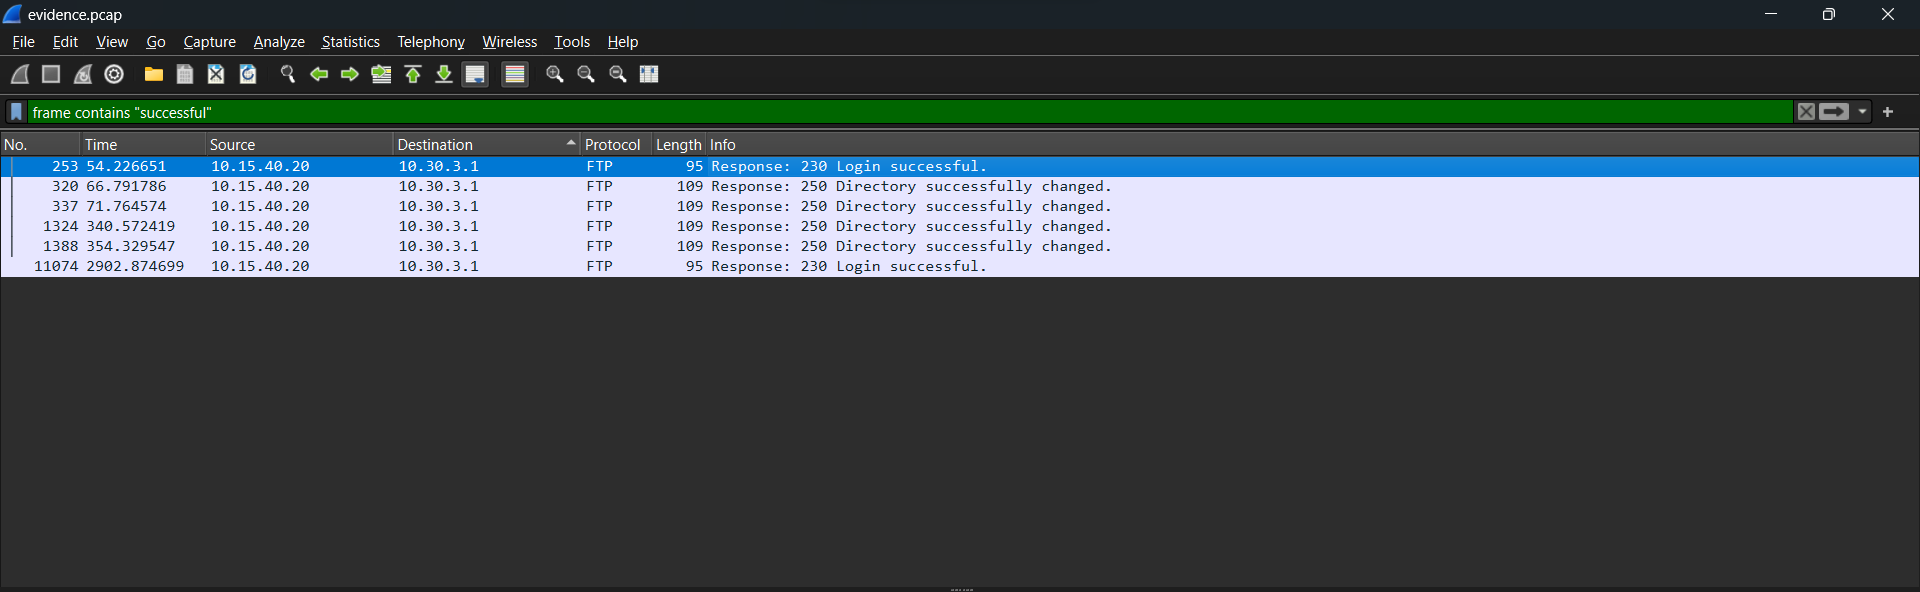 evidence.pcap
File Edit View Go Capture Analyze Statistics Telephony Wireless Tools Help
frame contains "successful"
No. Time Source Destination Protocol Length Info
253 54.226651 10.15.40.20 10.30.3.1 FTP 95 Response: 230 Login successful.
320 66.791786 10.15.40.20 10.30.3.1 FTP 109 Response: 250 Directory successfully changed.
337 71.764574 10.15.40.20 10.30.3.1 FTP 109 Response: 250 Directory successfully changed.
1324 340.572419 10.15.40.20 10.30.3.1 FTP 109 Response: 250 Directory successfully changed.
1388 354.329547 10.15.40.20 10.30.3.1 FTP 109 Response: 250 Directory successfully changed.
11074 2902.874699 10.15.40.20 10.30.3.1 FTP 95 Response: 230 Login successful.